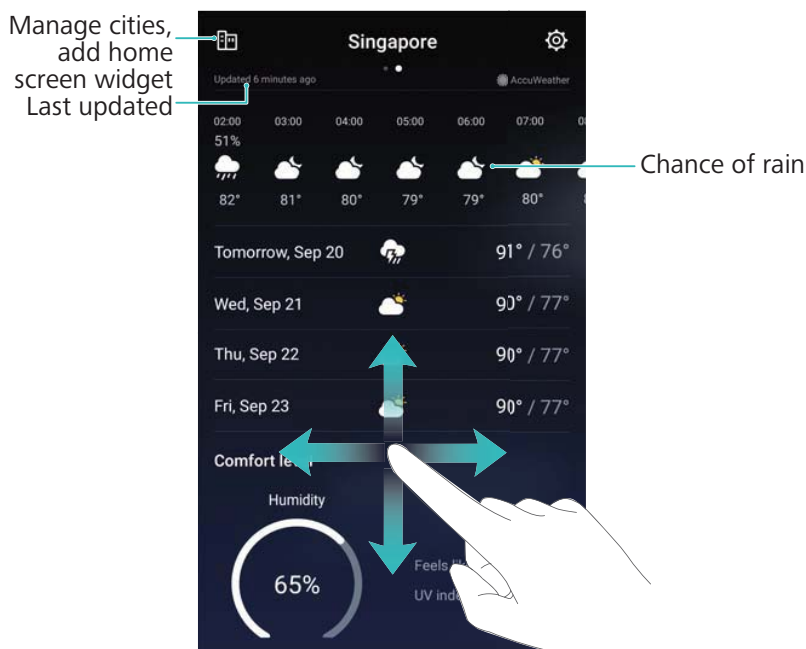 Manage cities,
add home
screen widget
Last updated
Singapore
Updated 6 minutes ago
AccuWeather
02:00 03:00 04:00 05:00 06:00 07:00
51%
82° 81° 80° 79° 79° 80°
Chance of rain
Tomorrow, Sep 20 91° / 76°
Wed, Sep 21 90° / 77°
Thu, Sep 22 90° / 77°
Fri, Sep 23 90° / 77°
Comfort
Humidity
65%
Feels
UV